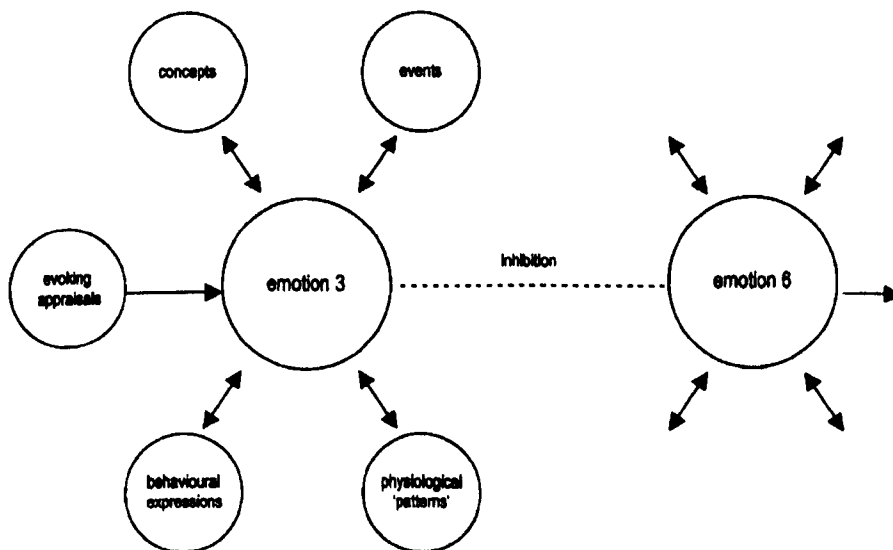 concepts
events
evoking
appraisals
emotion 3
Inhibition
emotion 6
behavioural
expressions
physiological
'patterns'